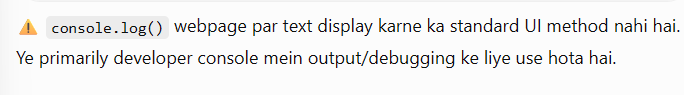 ⚠️ console.log() webpage par text display karne ka standard UI method nahi hai.
Ye primarily developer console mein output/debugging ke liye use hota hai.